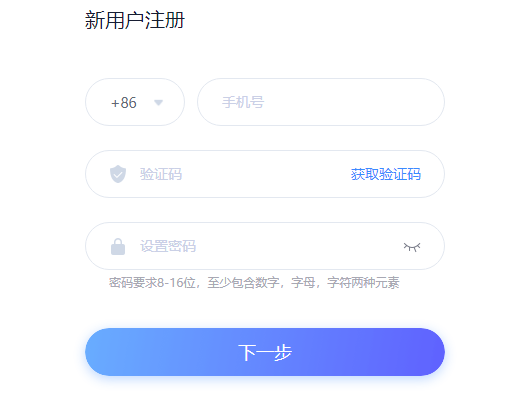 新用户注册
+86 手机号
验证码 获取验证码
设置密码
密码要求8-16位，至少包含数字，字母，字符两种元素
下一步